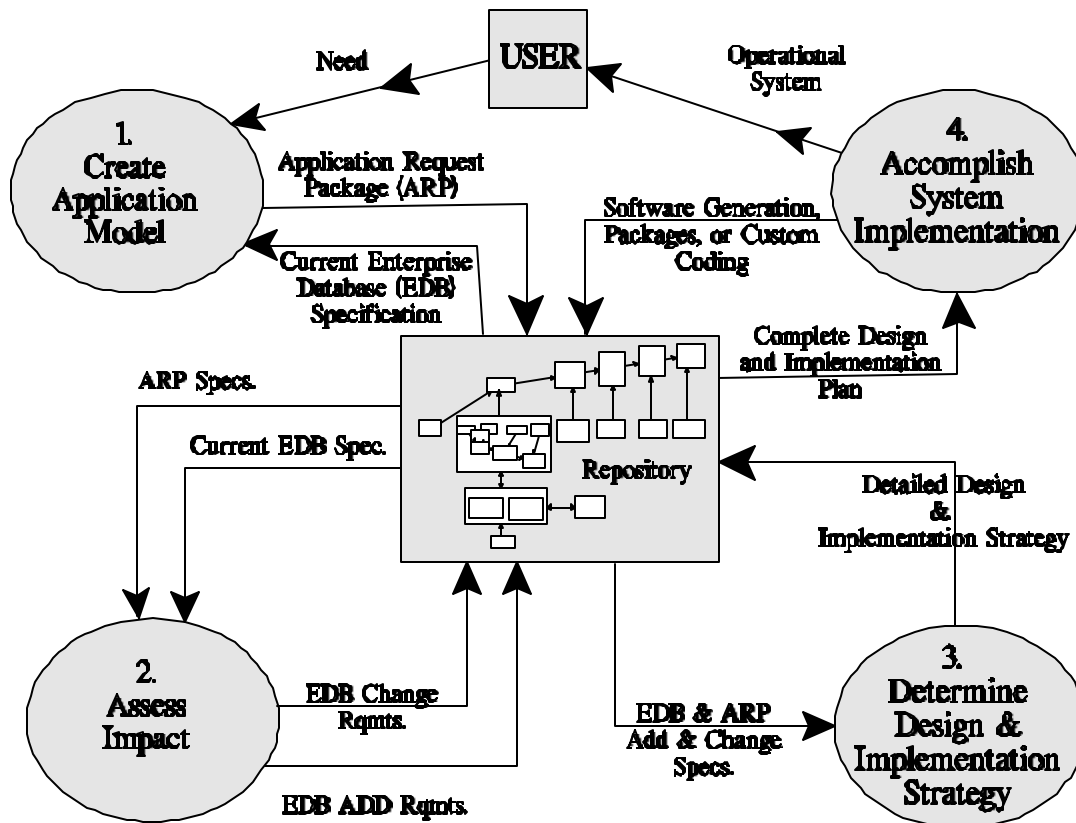 USER
Need
Operational
System
1.
Create
Application
Model
4.
Accomplish
System
Implementation
Application Request
Package (ARP)
Software Generation,
Packages, or Custom
Coding
Current Enterprise
Database (EDB)
Specification
Complete Design
and Implementation
Plan
ARP Specs.
Current EDB Spec.
Repository
Detailed Design
&
Implementation Strategy
2.
Assess
Impact
EDB Change
Rqmts.
EDB ADD Rqmts.
EDB & ARP
Add & Change
Specs.
3.
Determine
Design &
Implementation
Strategy